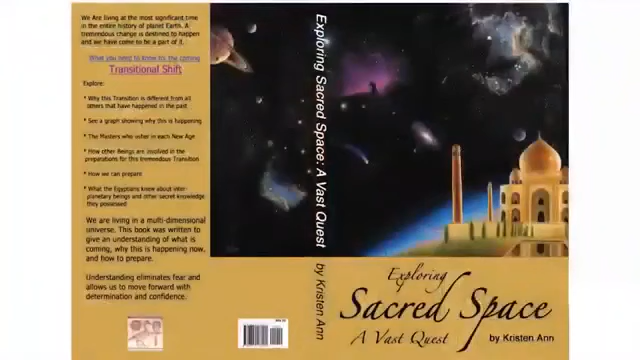 We Are living at the most significant time
in the entire history of planet Earth. A
tremendous change is destined to happen
and we have come to be a part of it.
What you need to know for the coming
Transitional Shift
Explore:
* Why this Transition is different from all
others that have happened in the past
* See a graph showing why this is happening
* The Masters who usher in each New Age
* How other Beings are involved in the
preparations for this tremendous Transition
* How we can prepare
* What the Egyptians knew about inter-
planetary beings and other secret knowledge
they possessed
We are living in a multi-dimensional
universe. This book was written to
give an understanding of what is
coming, why this is happening now,
and how to prepare.
Understanding eliminates fear and
allows us to move forward with
determination and confidence.
Exploring Sacred Space: A Vast Quest by Kristen Ann
Exploring
Sacred Space
A Vast Quest
by Kristen Ann